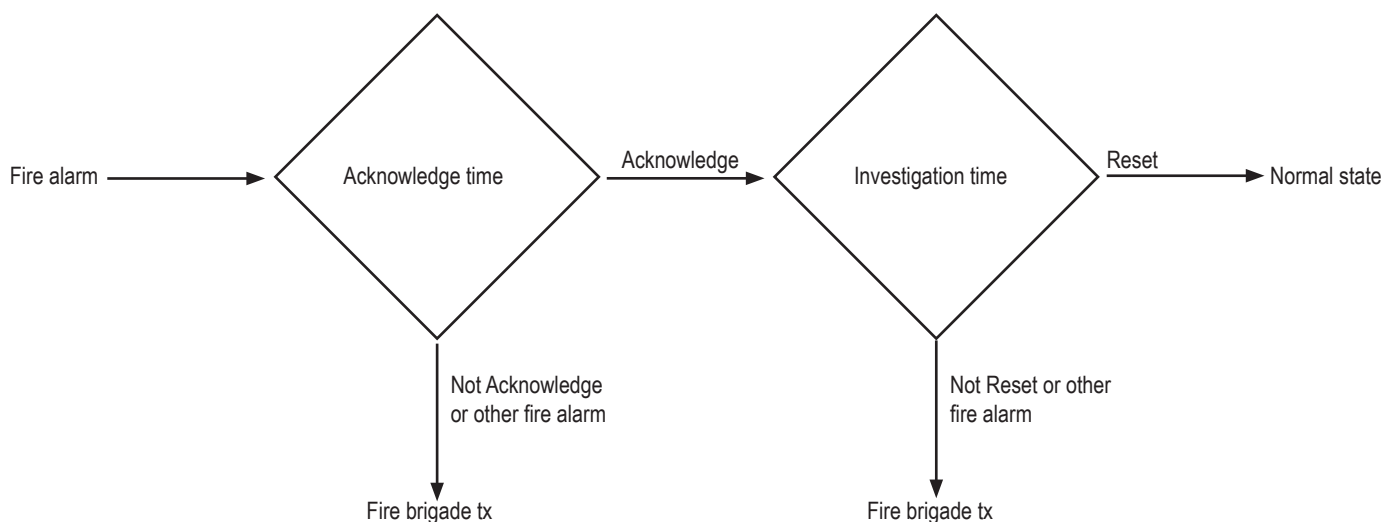 Fire alarm
Acknowledge time
Acknowledge
Investigation time
Reset
Normal state
Not Acknowledge
or other fire alarm
Fire brigade tx
Not Reset or other
fire alarm
Fire brigade tx